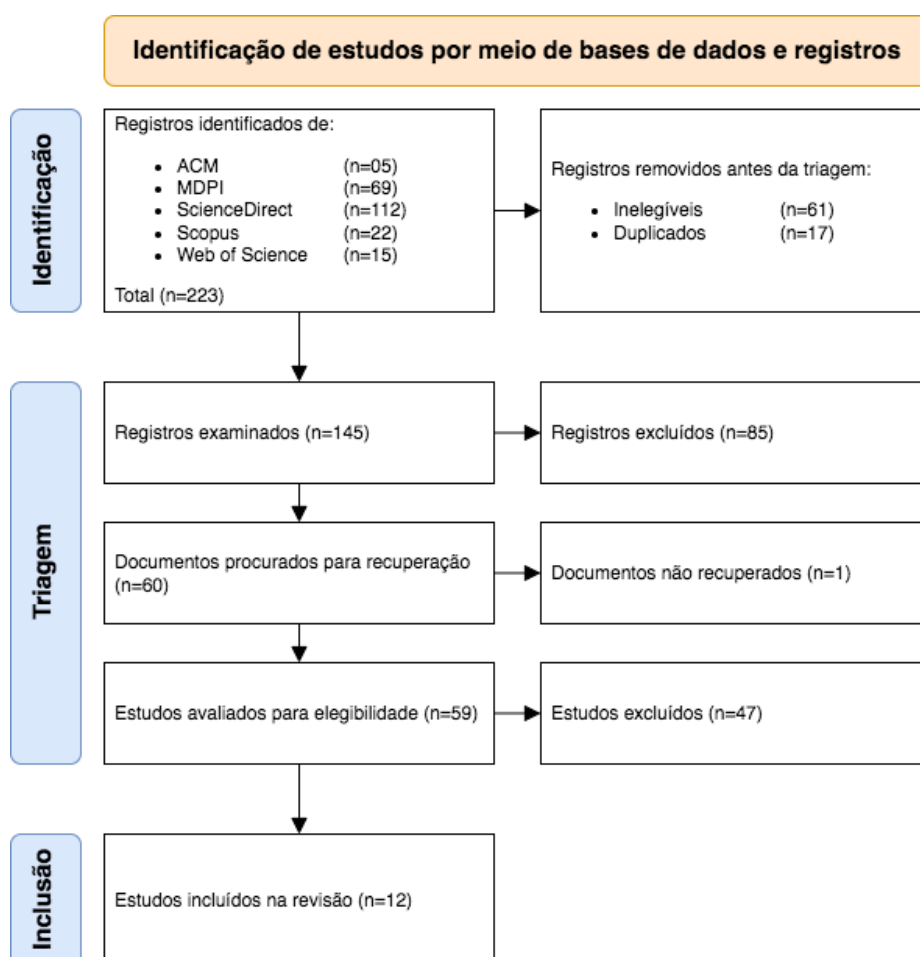 Identificação de estudos por meio de bases de dados e registros
Identificação
Registros identificados de:
• ACM (n=05)
• MDPI (n=69)
• ScienceDirect (n=112)
• Scopus (n=22)
• Web of Science (n=15)
Total (n=223)
Registros removidos antes da triagem:
• Inelegíveis (n=61)
• Duplicados (n=17)
Triagem
Registros examinados (n=145)
Registros excluídos (n=85)
Documentos procurados para recuperação
(n=60)
Documentos não recuperados (n=1)
Estudos avaliados para elegibilidade (n=59)
Estudos excluídos (n=47)
Inclusão
Estudos incluídos na revisão (n=12)